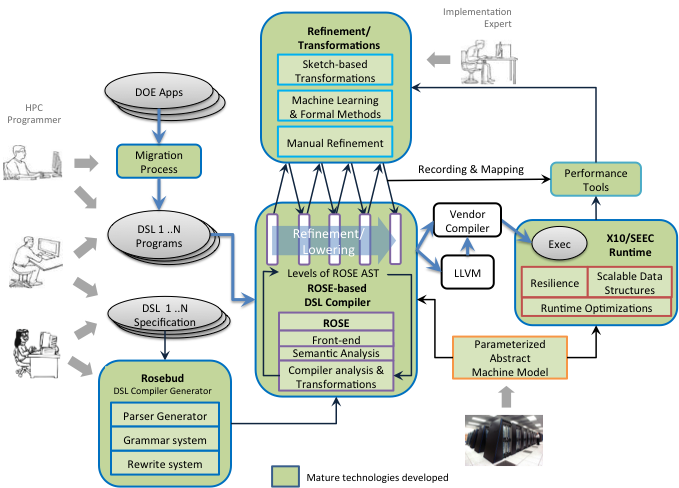 Implementation
Expert
Refinement/
Transformations
Sketch-based
Transformations
Machine Learning
& Formal Methods
Manual Refinement
DOE Apps
HPC
Programmer
Migration
Process
Recording & Mapping
Performance
Tools
DSL 1 ..N
Programs
Refinement/
Lowering
Levels of ROSE AST
ROSE-based
DSL Compiler
ROSE
Front-end
Semantic Analysis
Compiler analysis &
Transformations
Vendor
Compiler
LLVM
Exec
X10/SEEC
Runtime
Resilience
Scalable Data
Structures
Runtime Optimizations
DSL 1 ..N
Specification
Parameterized
Abstract
Machine Model
Rosebud
DSL Compiler Generator
Parser Generator
Grammar system
Rewrite system
Mature technologies developed